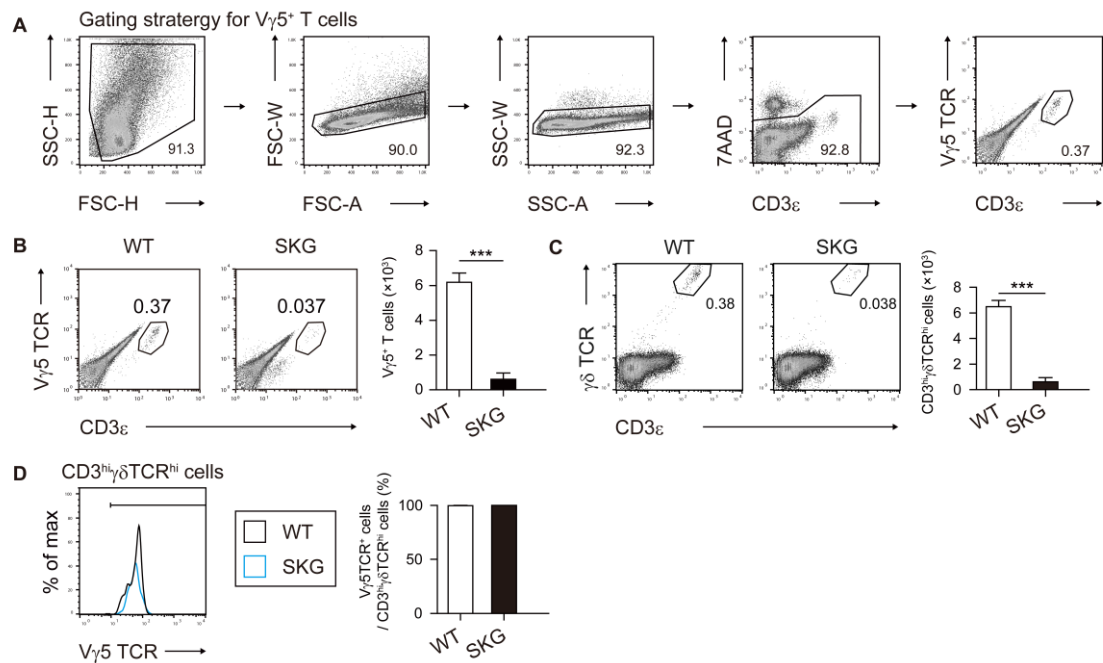 A
Gating stratergy for Vγ5⁺ T cells
SSC-H
91.3
FSC-H
FSC-W
90.0
FSC-A
SSC-W
92.3
SSC-A
7AAD
92.8
CD3ε
Vγ5 TCR
0.37
CD3ε
B
WT
SKG
Vγ5 TCR
0.37
0.037
CD3ε
Vγ5⁺ T cells (×10³)
8
6
4
2
0
***
WT
SKG
C
WT
SKG
γδ TCR
0.38
0.038
CD3ε
CD3ʰⁱγδTCRʰⁱ cells (×10³)
8
6
4
2
0
***
WT
SKG
D
CD3ʰⁱγδTCRʰⁱ cells
% of max
Vγ5 TCR
WT
SKG
Vγ5TCR⁺ cells
/ CD3ʰⁱγδTCRʰⁱ cells (%)
100
50
0
WT
SKG